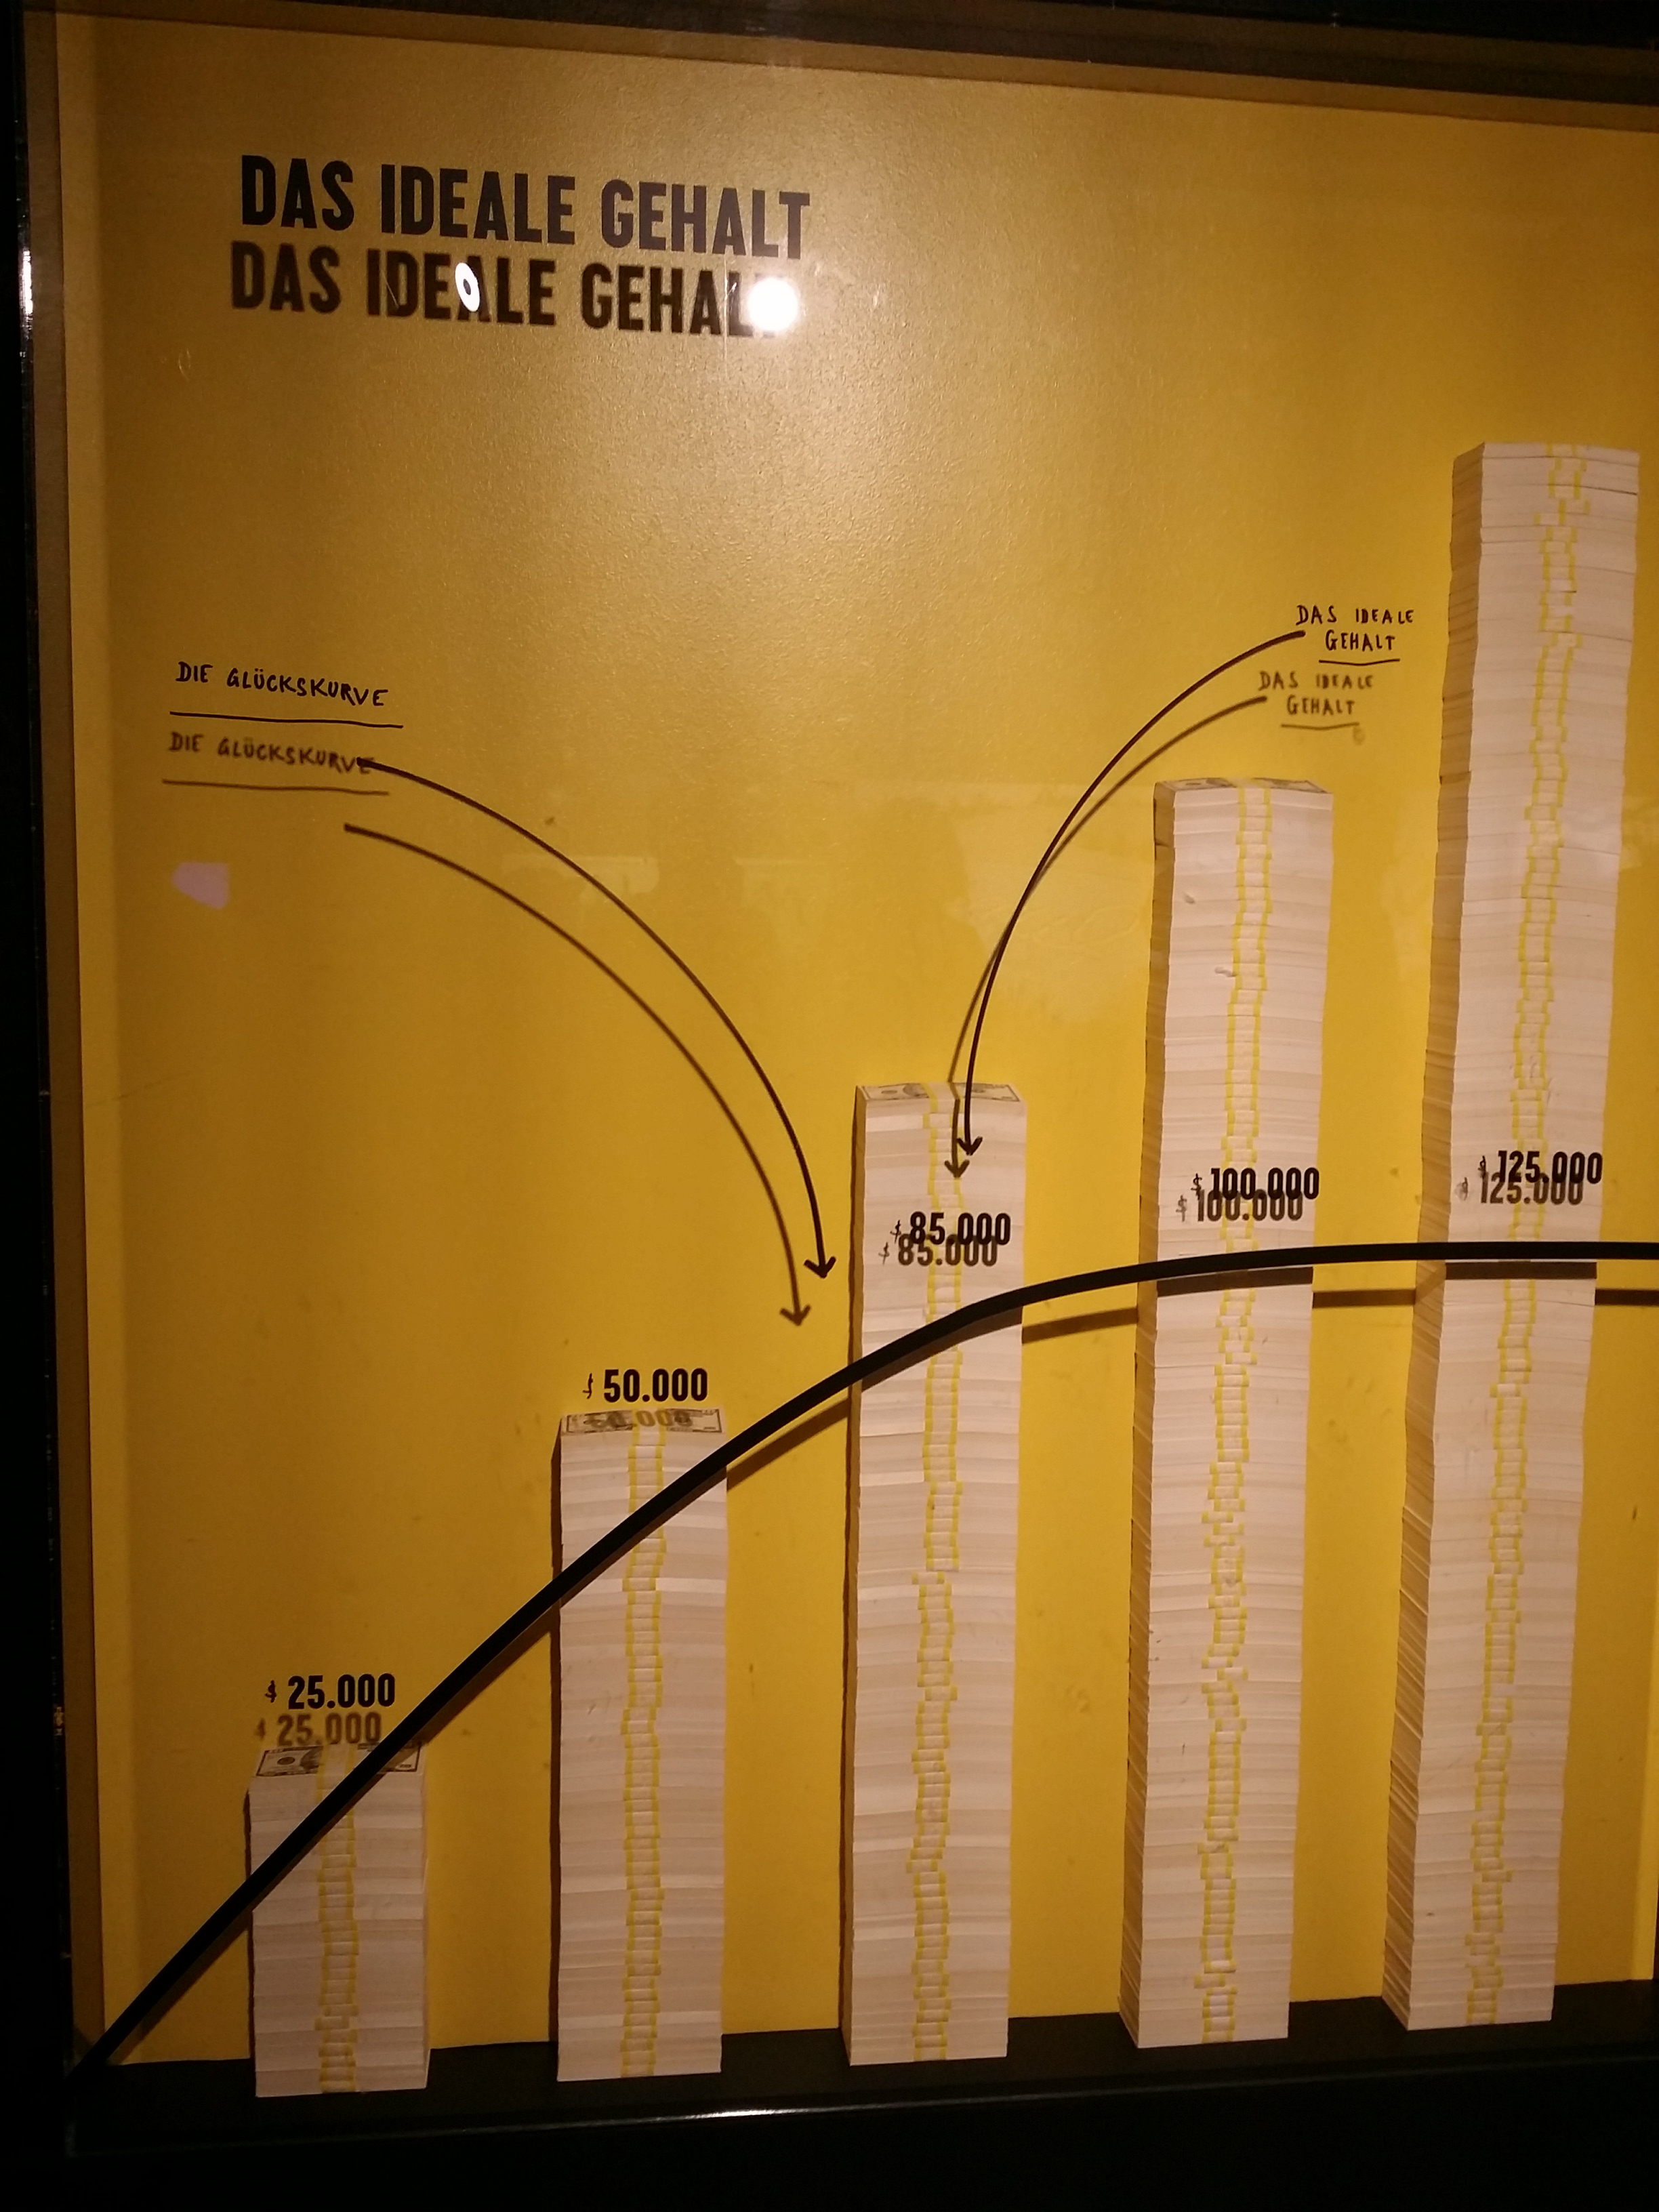 DAS IDEALE GEHALT
DIE GLÜCKSKURVE
DAS IDEALE
GEHALT
$ 25.000
$ 50.000
$ 85.000
$ 100.000
$ 125.000